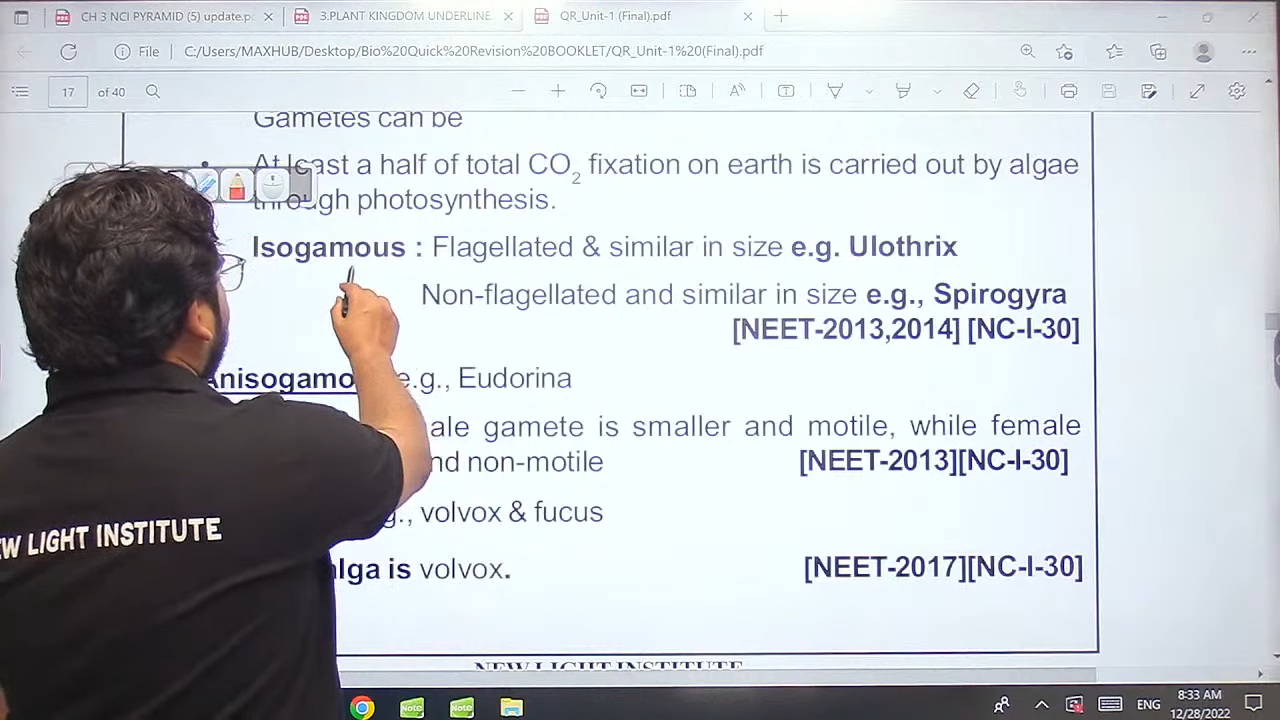 CH 3 NCI PYRAMID (5) update.p
3.PLANT KINGDOM UNDERLINE
QR_Unit-1 (Final).pdf
File
C:/Users/MAXHUB/Desktop/Bio%20Quick%20Revision%20BOOKLET/QR_Unit-1%20(Final).pdf
17 of 40
Gametes can be
At least a half of total CO2 fixation on earth is carried out by algae
through photosynthesis.
Isogamous : Flagellated & similar in size e.g. Ulothrix
Non-flagellated and similar in size e.g., Spirogyra
[NEET-2013,2014] [NC-I-30]
e.g., Eudorina
gamete is smaller and motile, while female
non-motile [NEET-2013][NC-I-30]
volvox & fucus
is volvox. [NEET-2017][NC-I-30]
LIGHT INSTITUTE
NEW LIGHT INSTITUTE
Note
Note
ENG
8:33 AM
12/28/2022